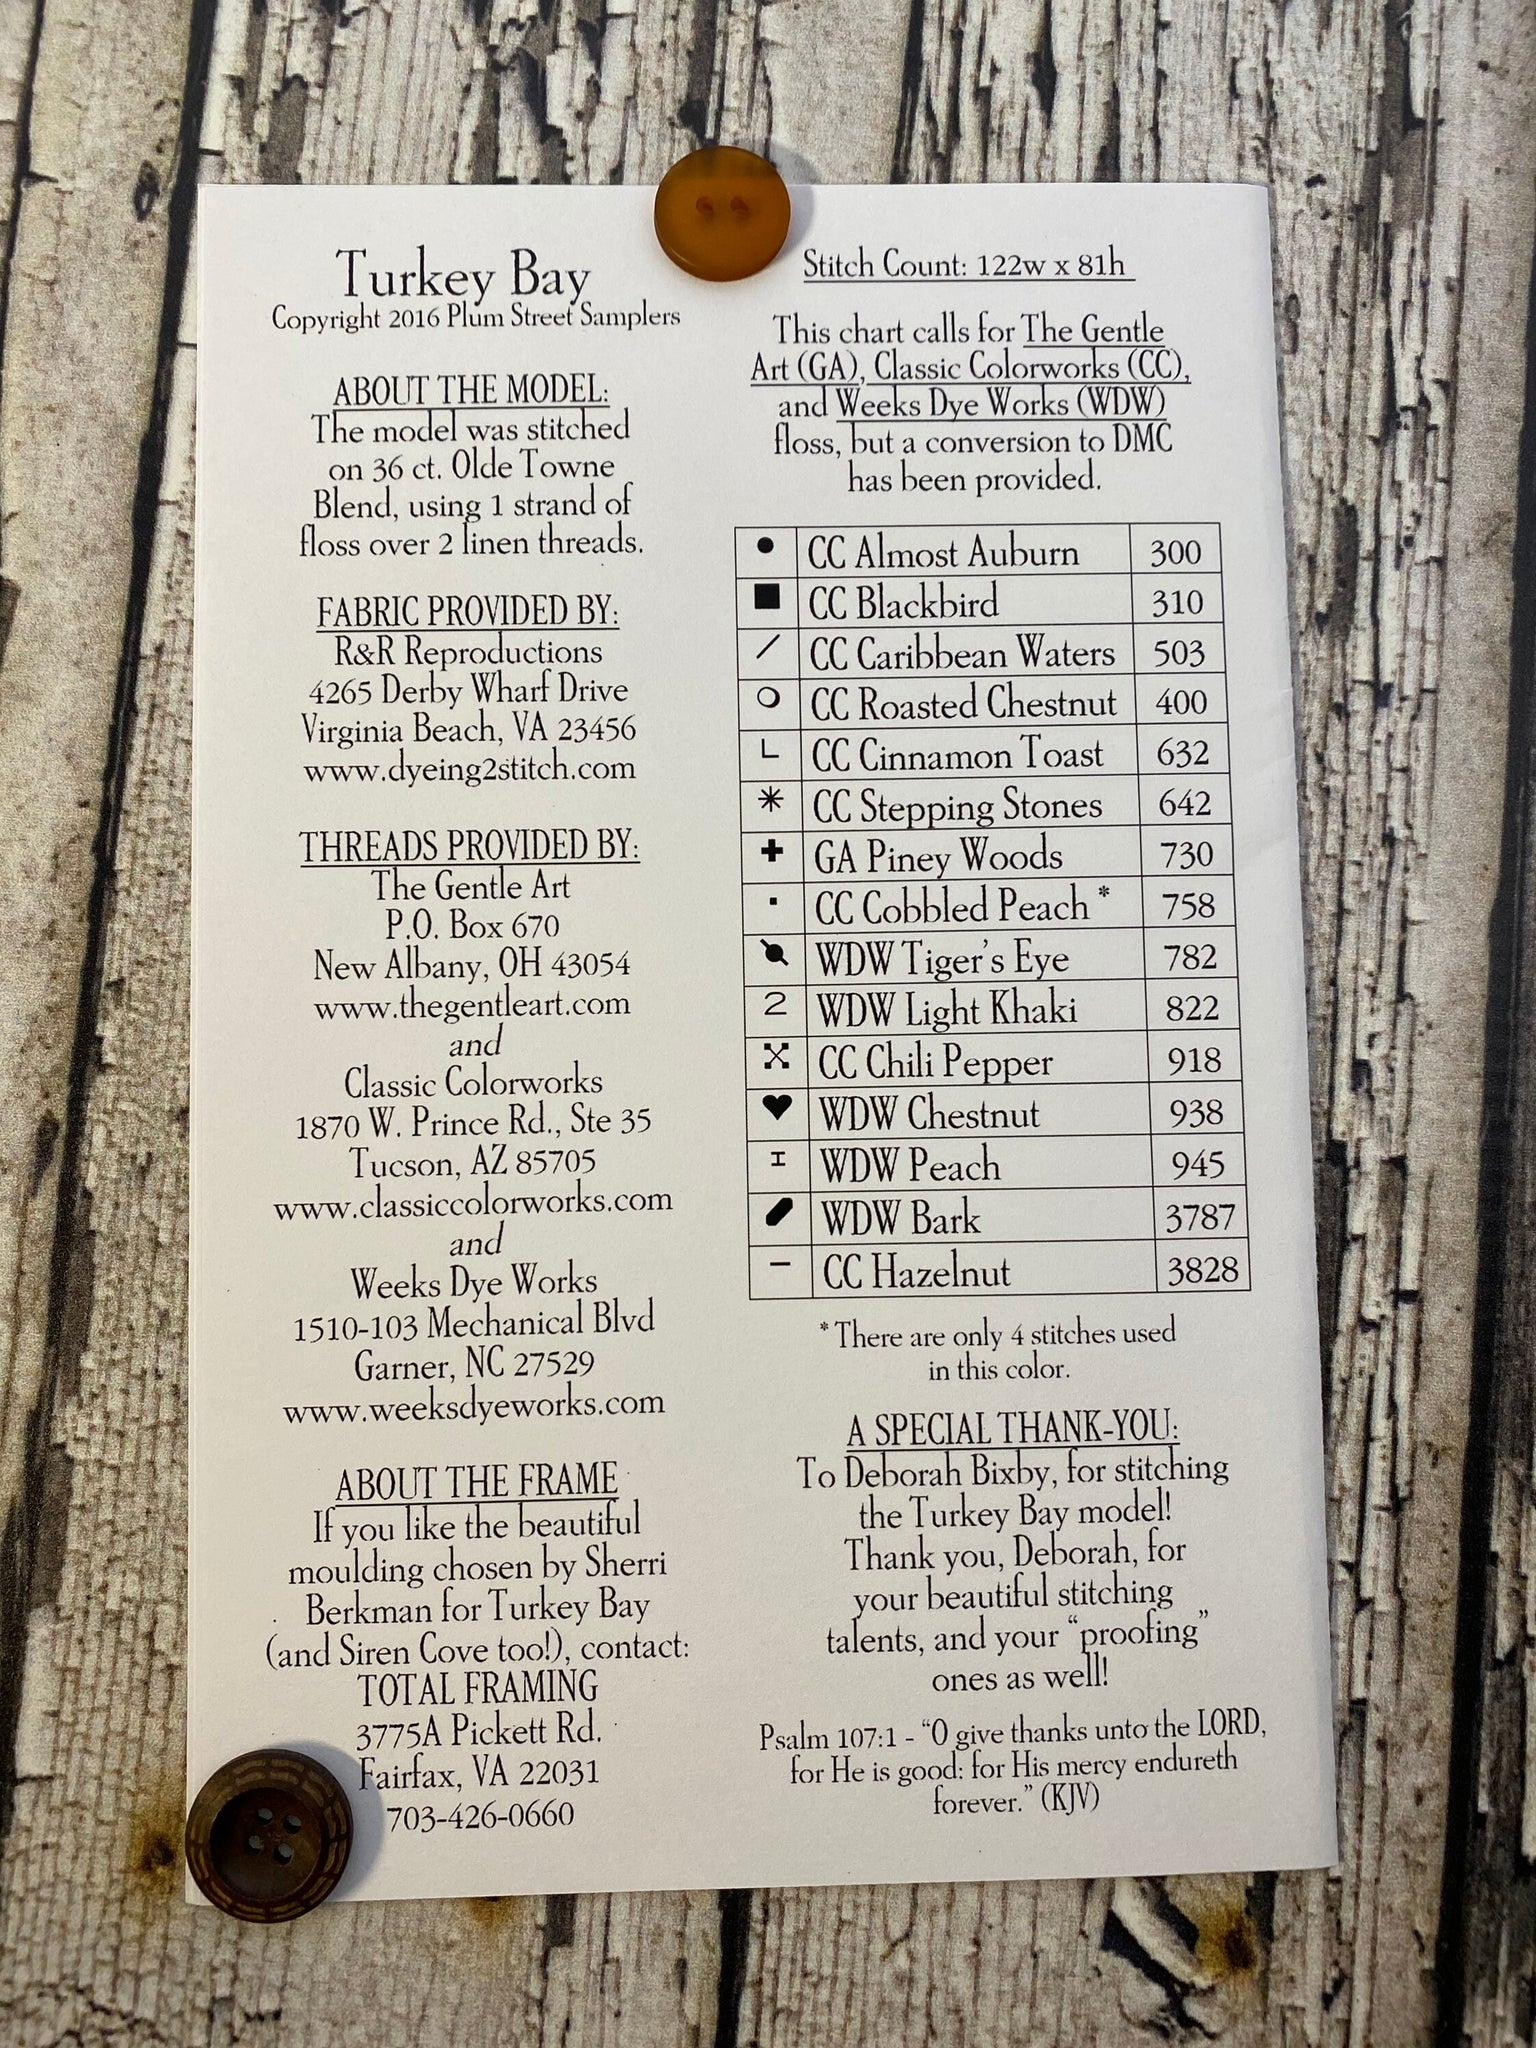 Turkey Bay
Copyright 2016 Plum Street Samplers
ABOUT THE MODEL:
The model was stitched
on 36 ct. Olde Towne
Blend, using 1 strand of
floss over 2 linen threads.
FABRIC PROVIDED BY:
R&R Reproductions
4265 Derby Wharf Drive
Virginia Beach, VA 23456
www.dyeing2stitch.com
THREADS PROVIDED BY:
The Gentle Art
P.O. Box 670
New Albany, OH 43054
www.thegentleart.com
and
Classic Colorworks
1870 W. Prince Rd., Ste 35
Tucson, AZ 85705
www.classiccolorworks.com
and
Weeks Dye Works
1510-103 Mechanical Blvd
Garner, NC 27529
www.weeksdyeworks.com
ABOUT THE FRAME
If you like the beautiful
moulding chosen by Sherri
Berkman for Turkey Bay
(and Siren Cove too!), contact:
TOTAL FRAMING
3775A Pickett Rd.
Fairfax, VA 22031
703-426-0660
Stitch Count: 122w x 81h
This chart calls for The Gentle
Art (GA), Classic Colorworks (CC),
and Weeks Dye Works (WDW)
floss, but a conversion to DMC
has been provided.
● CC Almost Auburn 300
■ CC Blackbird 310
/ CC Caribbean Waters 503
○ CC Roasted Chestnut 400
L CC Cinnamon Toast 632
✳ CC Stepping Stones 642
✚ GA Piney Woods 730
▪ CC Cobbled Peach * 758
WDW Tiger's Eye 782
2 WDW Light Khaki 822
CC Chili Pepper 918
♥ WDW Chestnut 938
I WDW Peach 945
WDW Bark 3787
– CC Hazelnut 3828
* There are only 4 stitches used
in this color.
A SPECIAL THANK-YOU:
To Deborah Bixby, for stitching
the Turkey Bay model!
Thank you, Deborah, for
your beautiful stitching
talents, and your “proofing”
ones as well!
Psalm 107:1 - “O give thanks unto the LORD,
for He is good: for His mercy endureth
forever.” (KJV)